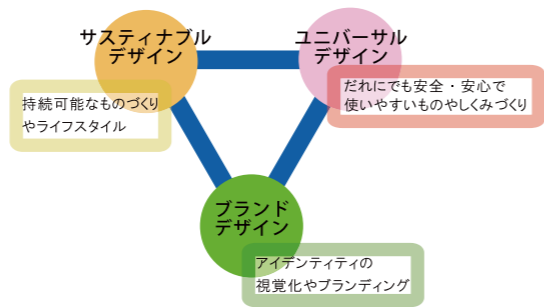 サスティナブル
デザイン
ユニバーサル
デザイン
持続可能なものづくり
やライフスタイル
だれにでも安全・安心で
使いやすいものやしくみづくり
ブランド
デザイン
アイデンティティの
視覚化やブランディング